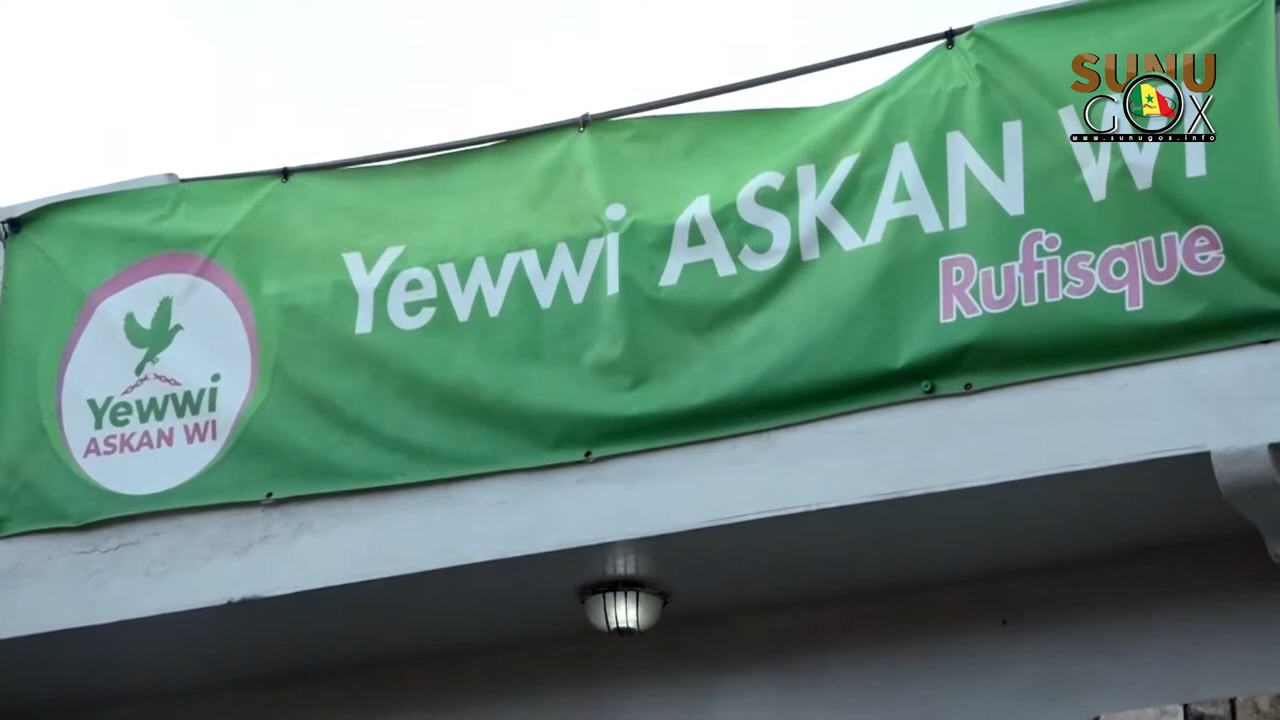 SUNU
GOX
www.sunugox.info
Yewwi ASKAN WI
Rufisque
Yewwi
ASKAN WI